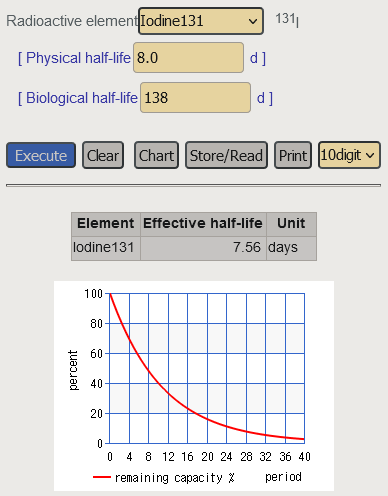 Radioactive element Iodine131 131I
[ Physical half-life 8.0 d ]
[ Biological half-life 138 d ]
Execute Clear Chart Store/Read Print 10digit
Element Effective half-life Unit
Iodine131 7.56 days
100
80
60
40
20
0
percent
0 4 8 12 16 20 24 28 32 36 40
remaining capacity % period